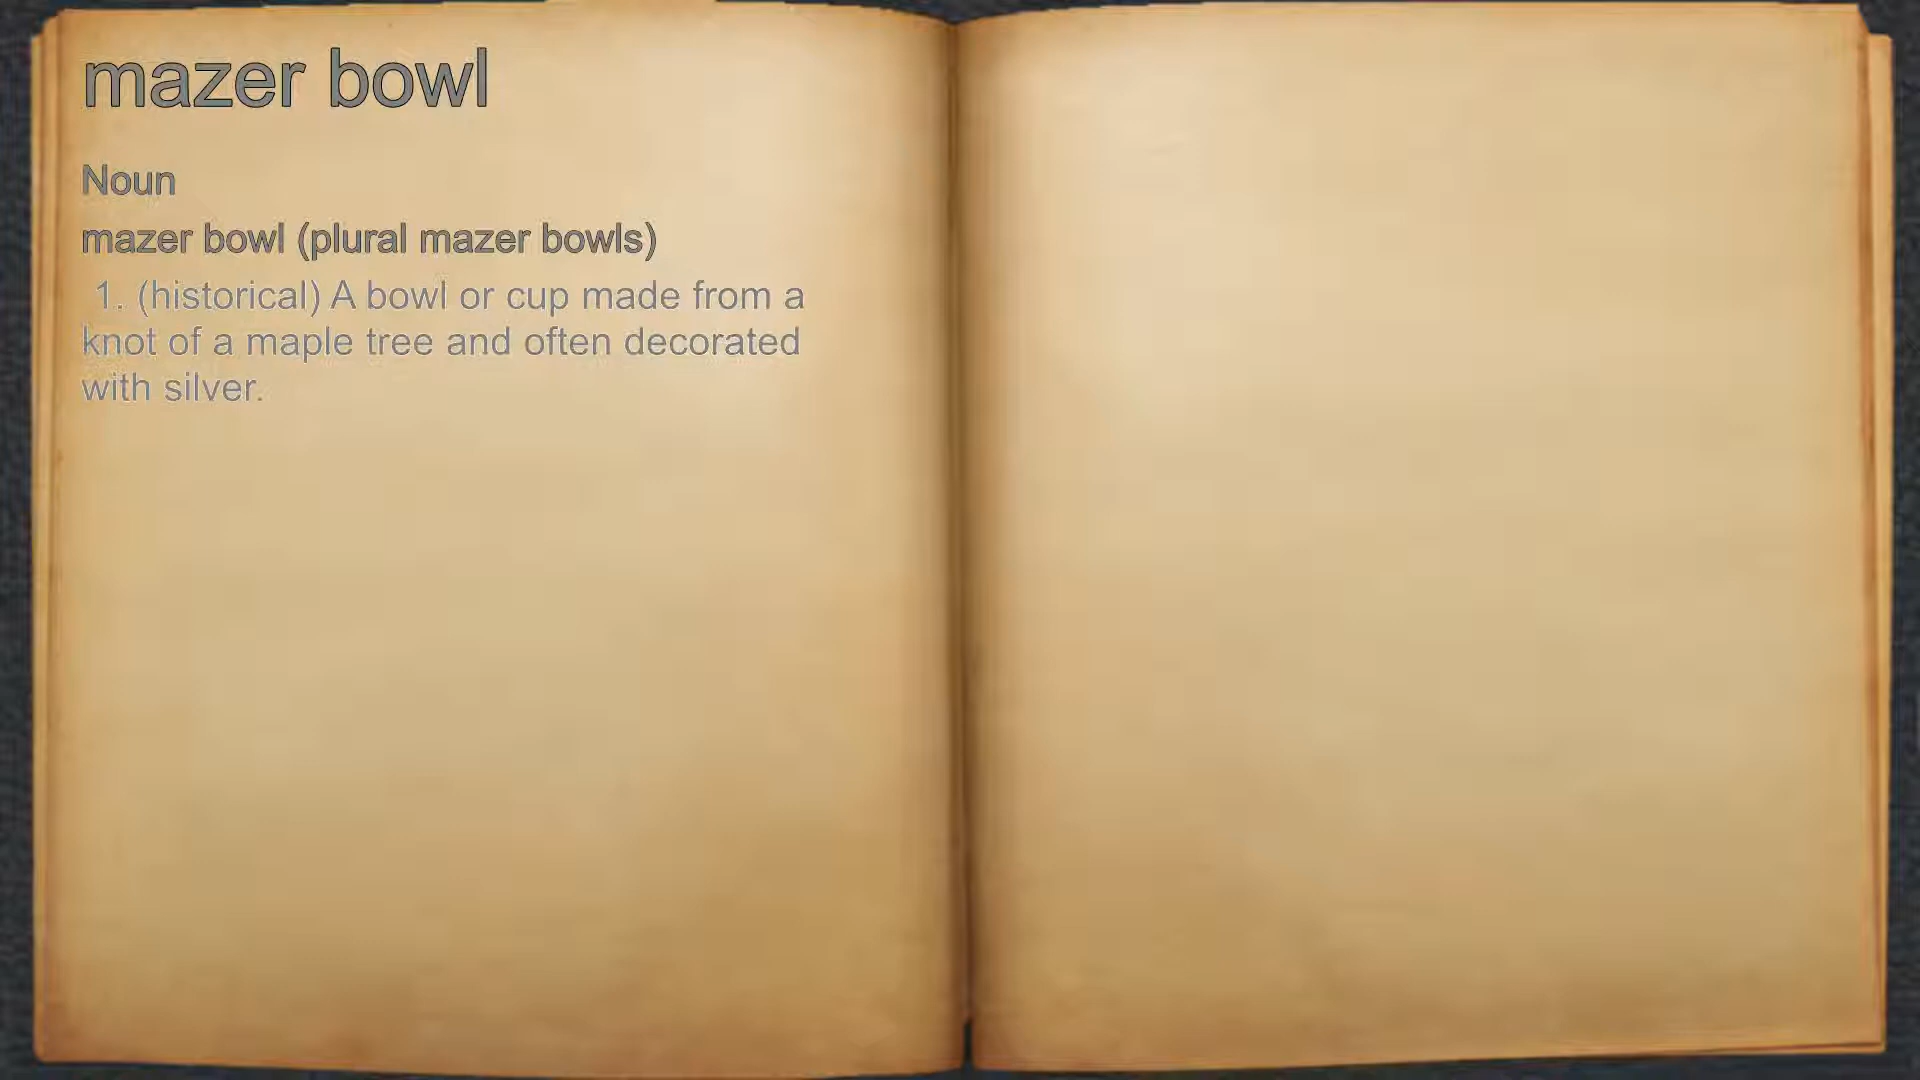 mazer bowl
Noun
mazer bowl (plural mazer bowls)
1. (historical) A bowl or cup made from a
knot of a maple tree and often decorated
with silver.